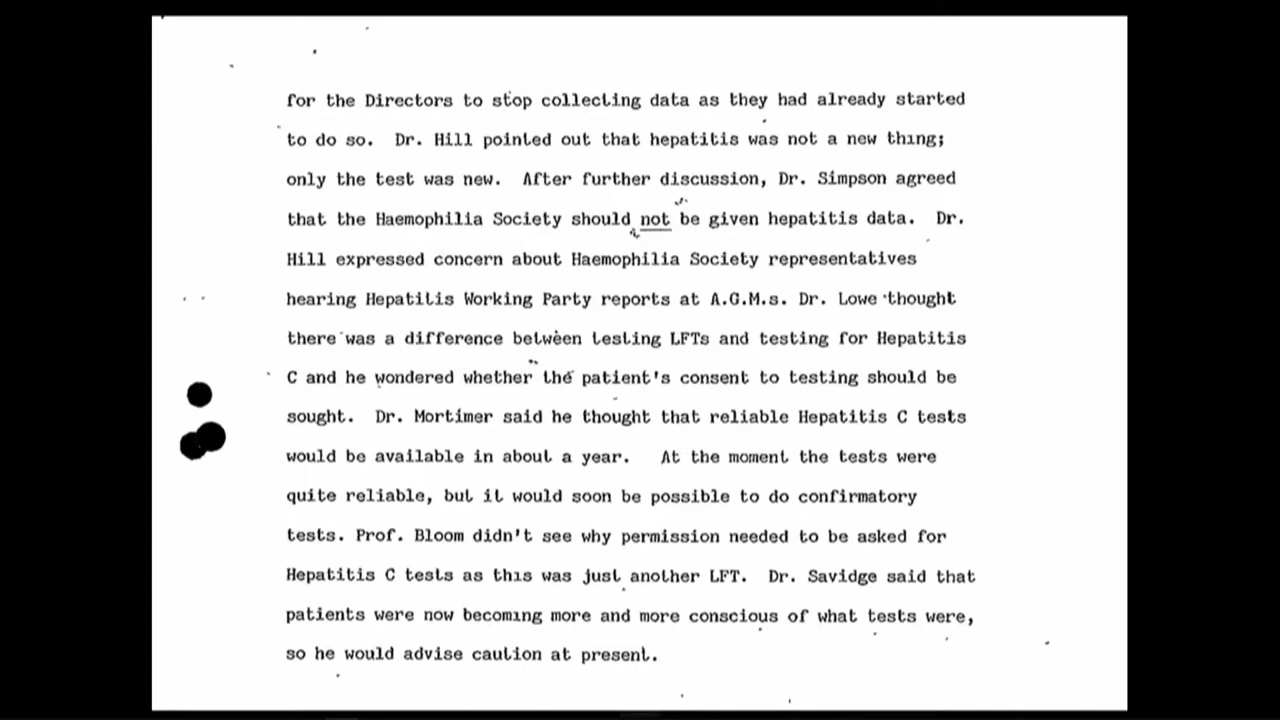 for the Directors to stop collecting data as they had already started
to do so. Dr. Hill pointed out that hepatitis was not a new thing;
only the test was new. After further discussion, Dr. Simpson agreed
that the Haemophilia Society should not be given hepatitis data. Dr.
Hill expressed concern about Haemophilia Society representatives
hearing Hepatitis Working Party reports at A.G.M.s. Dr. Lowe thought
there was a difference between testing LFTs and testing for Hepatitis
C and he wondered whether the patient's consent to testing should be
sought. Dr. Mortimer said he thought that reliable Hepatitis C tests
would be available in about a year. At the moment the tests were
quite reliable, but it would soon be possible to do confirmatory
tests. Prof. Bloom didn't see why permission needed to be asked for
Hepatitis C tests as this was just another LFT. Dr. Savidge said that
patients were now becoming more and more conscious of what tests were,
so he would advise caution at present.